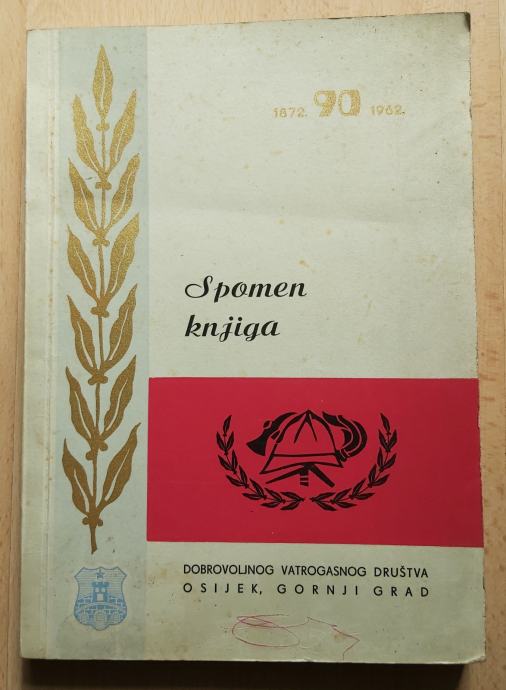 1872. 90 1962.
Spomen
knjiga
DOBROVOLJNOG VATROGASNOG DRUŠTVA
OSIJEK, GORNJI GRAD